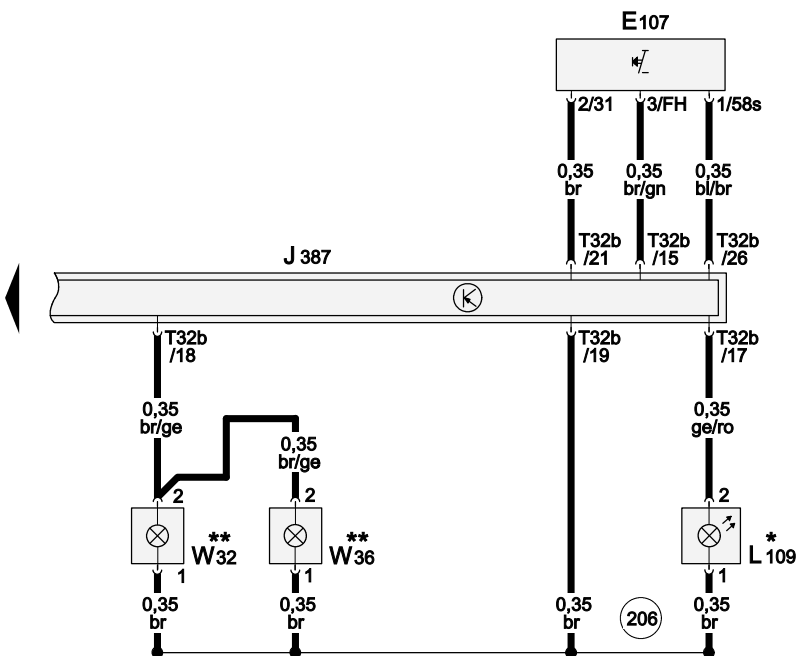 E107
2/31 3/FH 1/58s
0,35 0,35 0,35
br br/gn bl/br
T32b T32b T32b
/21 /15 /26
J 387
T32b T32b T32b
/18 /19 /17
0,35 0,35
br/ge ge/ro
0,35
br/ge
2 2 2
** ** *
W32 W36 L109
1 1 1
0,35 0,35 0,35 206 0,35
br br br br